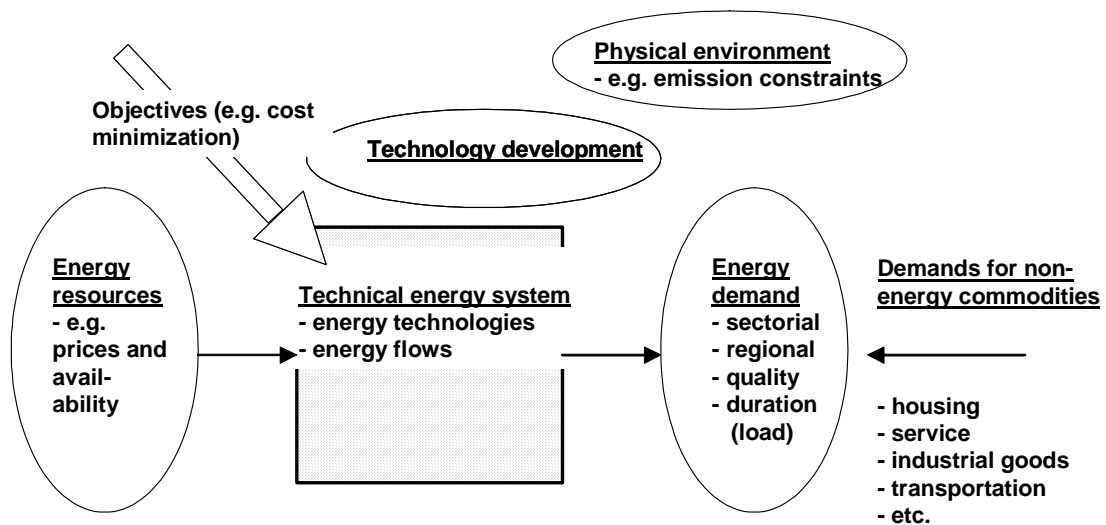 Physical environment
- e.g. emission constraints
Objectives (e.g. cost
minimization)
Technology development
Energy
resources
- e.g.
prices and
avail-
ability
Technical energy system
- energy technologies
- energy flows
Energy
demand
- sectorial
- regional
- quality
- duration
(load)
Demands for non-
energy commodities
- housing
- service
- industrial goods
- transportation
- etc.